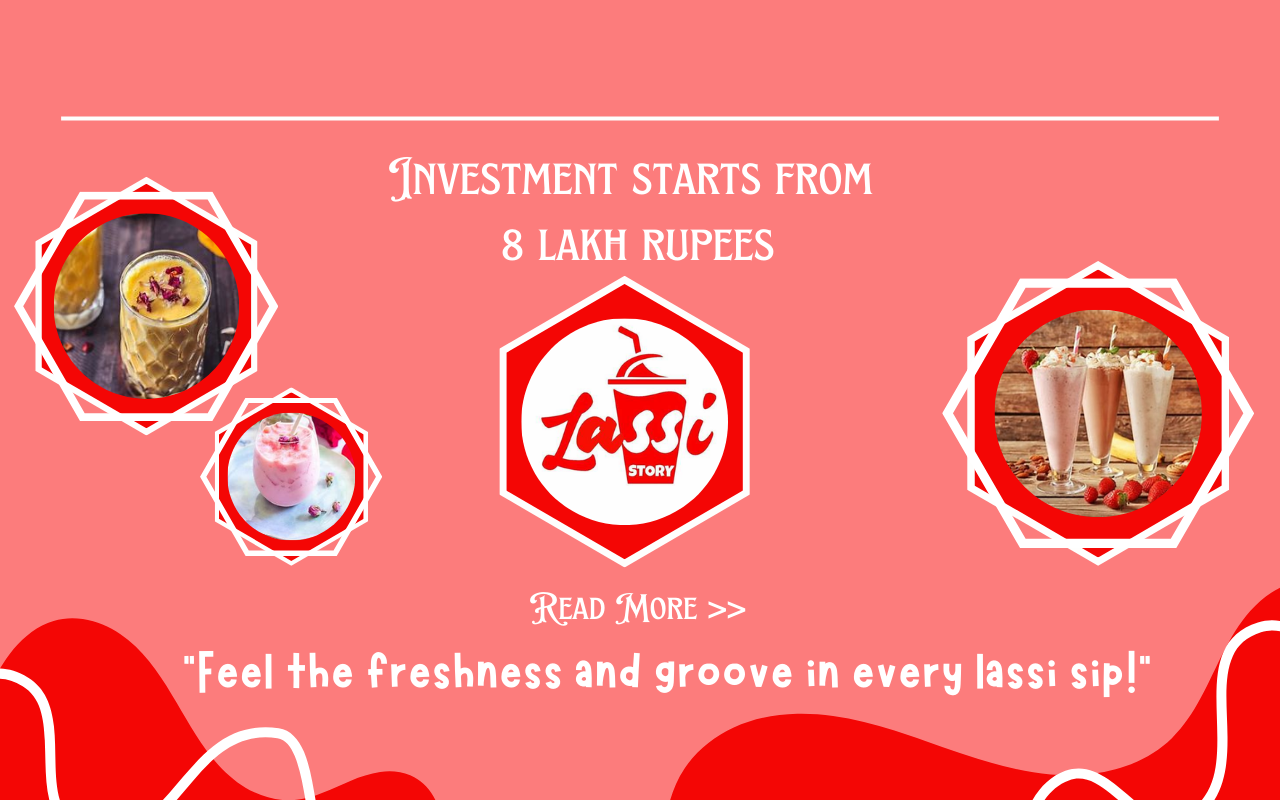 Investment starts from
8 lakh rupees
Lassi
STORY
Read More >>
"Feel the freshness and groove in every lassi sip!"